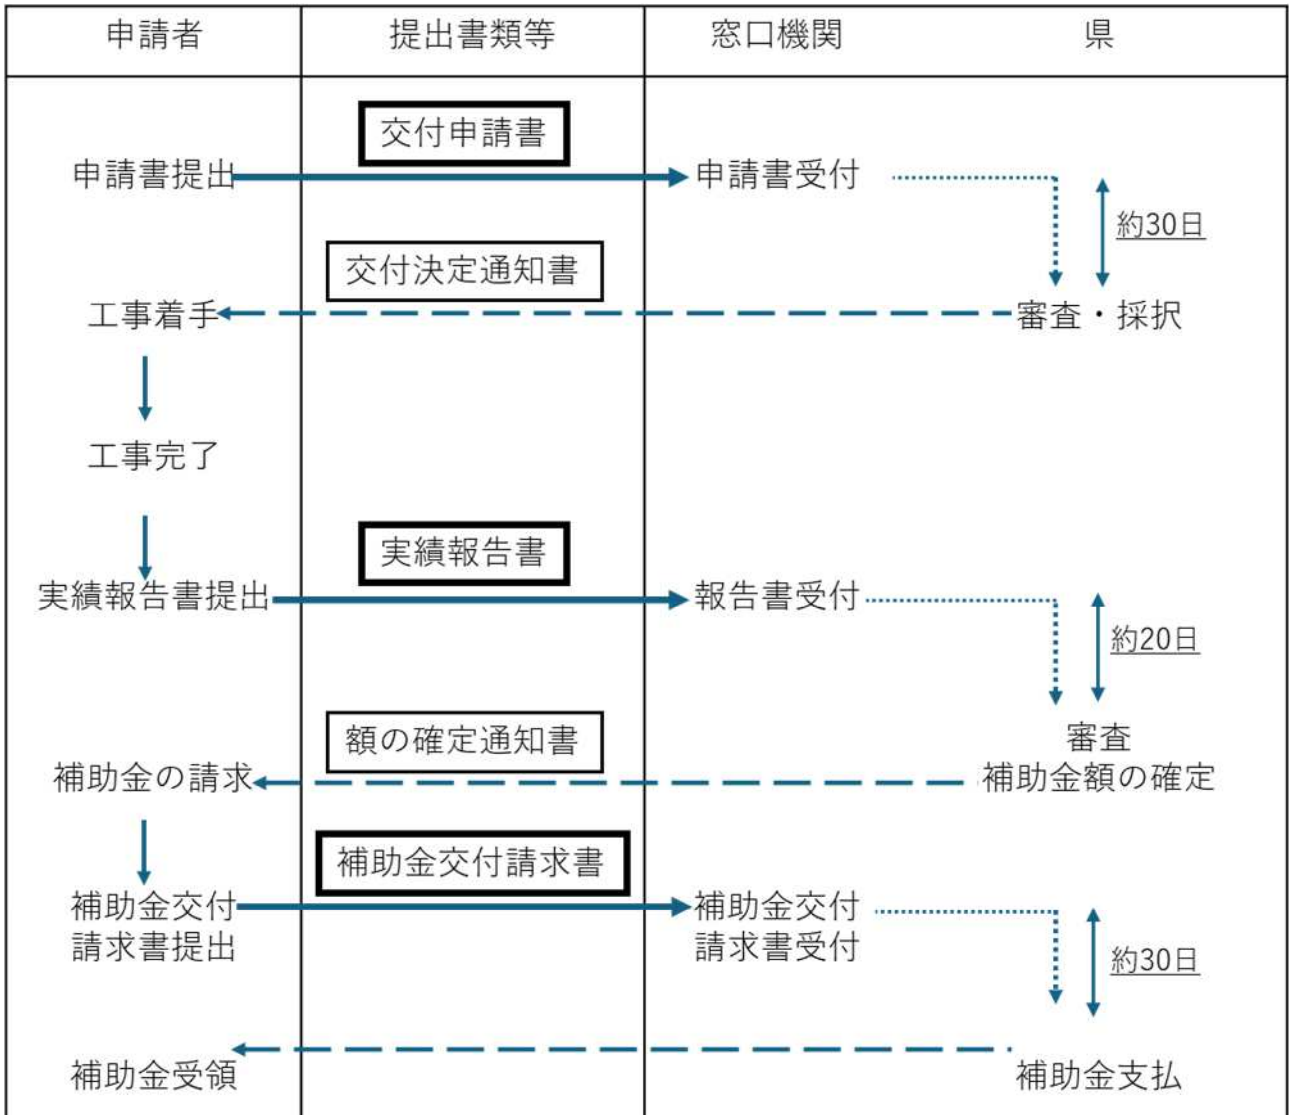 申請者
提出書類等
窓口機関
県
交付申請書
申請書提出
申請書受付
約30日
交付決定通知書
工事着手
審査・採択
工事完了
実績報告書
実績報告書提出
報告書受付
約20日
額の確定通知書
審査
補助金の請求
補助金額の確定
補助金交付請求書
補助金交付
請求書提出
補助金交付
請求書受付
約30日
補助金受領
補助金支払